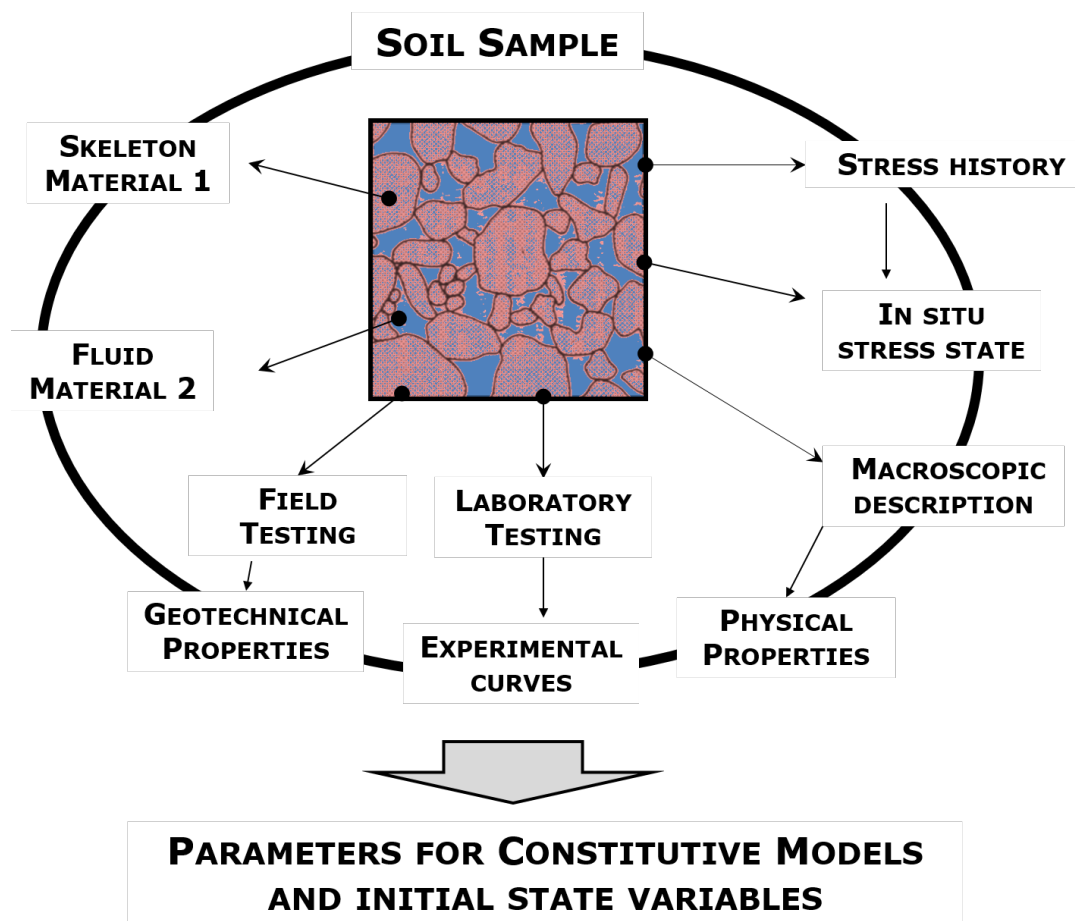 SOIL SAMPLE
SKELETON
MATERIAL 1
STRESS HISTORY
FLUID
MATERIAL 2
IN SITU
STRESS STATE
FIELD
TESTING
LABORATORY
TESTING
MACROSCOPIC
DESCRIPTION
GEOTECHNICAL
PROPERTIES
EXPERIMENTAL
CURVES
PHYSICAL
PROPERTIES
PARAMETERS FOR CONSTITUTIVE MODELS
AND INITIAL STATE VARIABLES